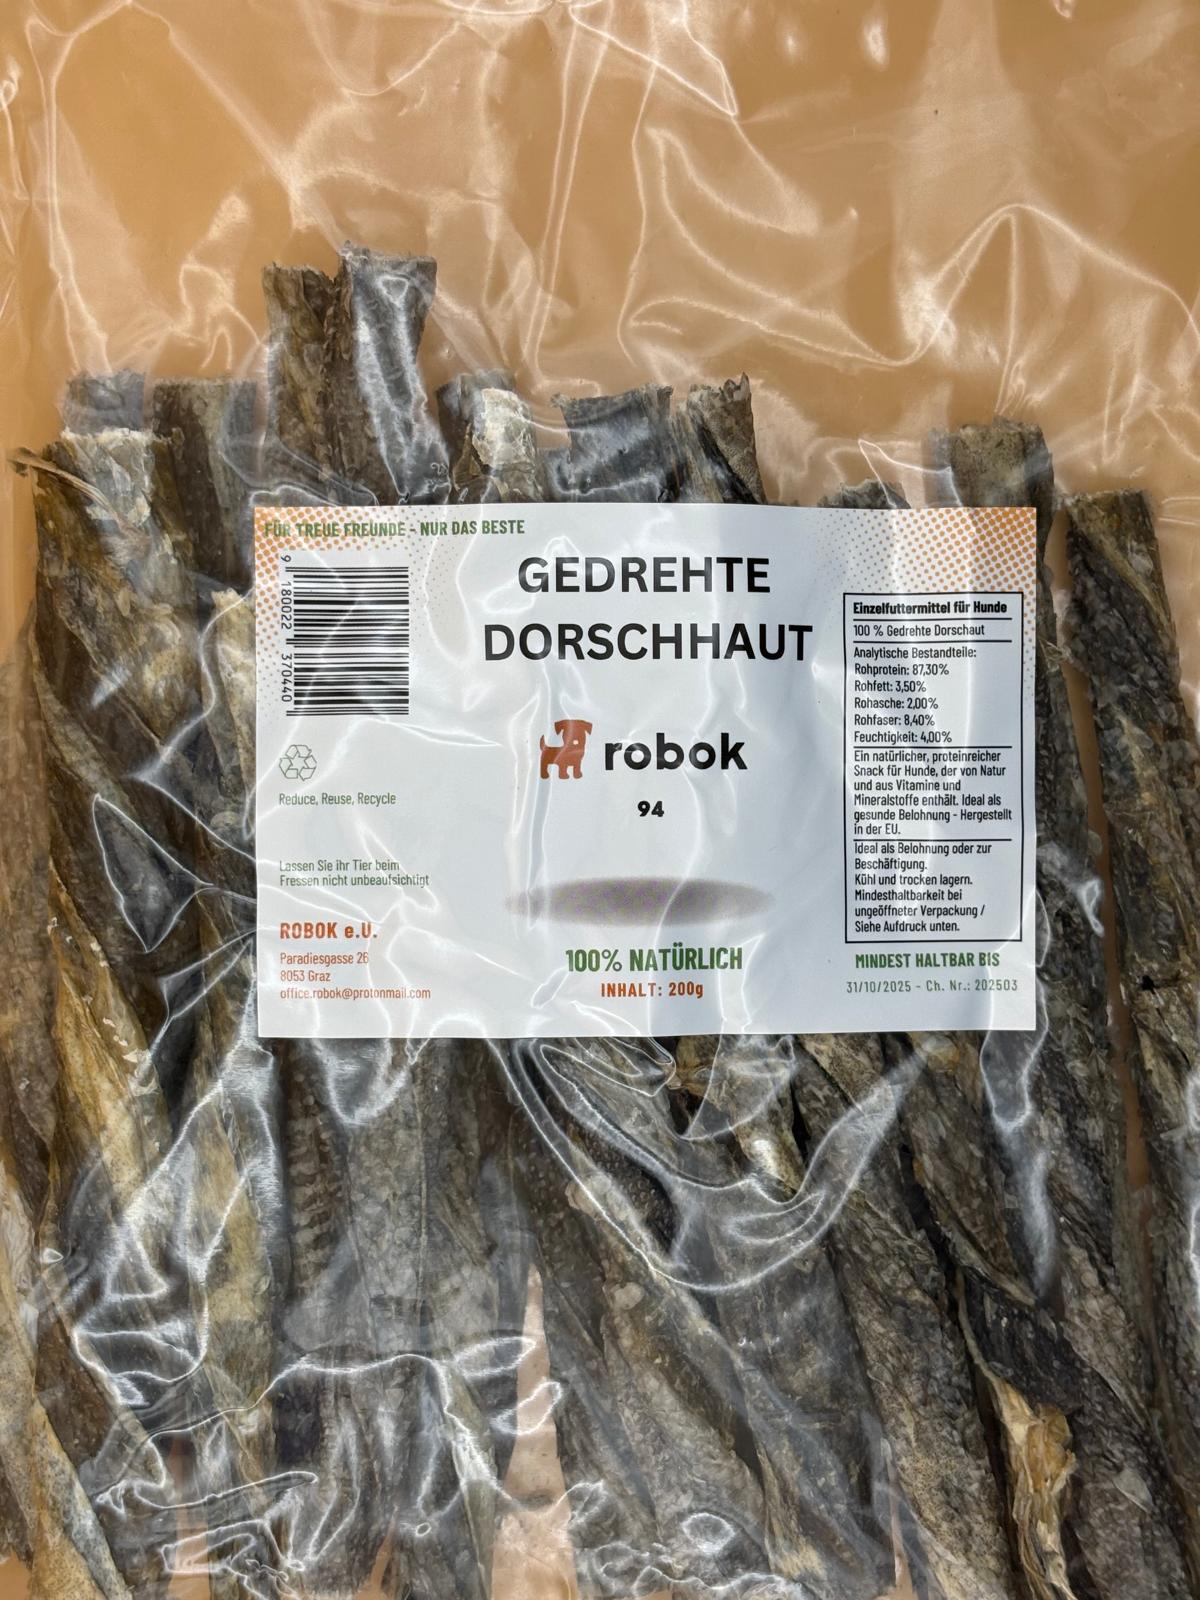 FÜR TREUE FREUNDE - NUR DAS BESTE
9 180022 370440
Reduce, Reuse, Recycle
Lassen Sie ihr Tier beim
Fressen nicht unbeaufsichtigt
ROBOK e.U.
Paradiesgasse 26
8053 Graz
office.robok@protonmail.com
GEDREHTE
DORSCHHAUT
robok
94
100% NATÜRLICH
INHALT: 200g
Einzelfuttermittel für Hunde
100 % Gedrehte Dorschaut
Analytische Bestandteile:
Rohprotein: 87,30%
Rohfett: 3,50%
Rohasche: 2,00%
Rohfaser: 8,40%
Feuchtigkeit: 4,00%
Ein natürlicher, proteinreicher
Snack für Hunde, der von Natur
und aus Vitamine und
Mineralstoffe enthält. Ideal als
gesunde Belohnung - Hergestellt
in der EU.
Ideal als Belohnung oder zur
Beschäftigung.
Kühl und trocken lagern.
Mindesthaltbarkeit bei
ungeöffneter Verpackung /
Siehe Aufdruck unten.
MINDEST HALTBAR BIS
31/10/2025 - Ch. Nr.: 202503